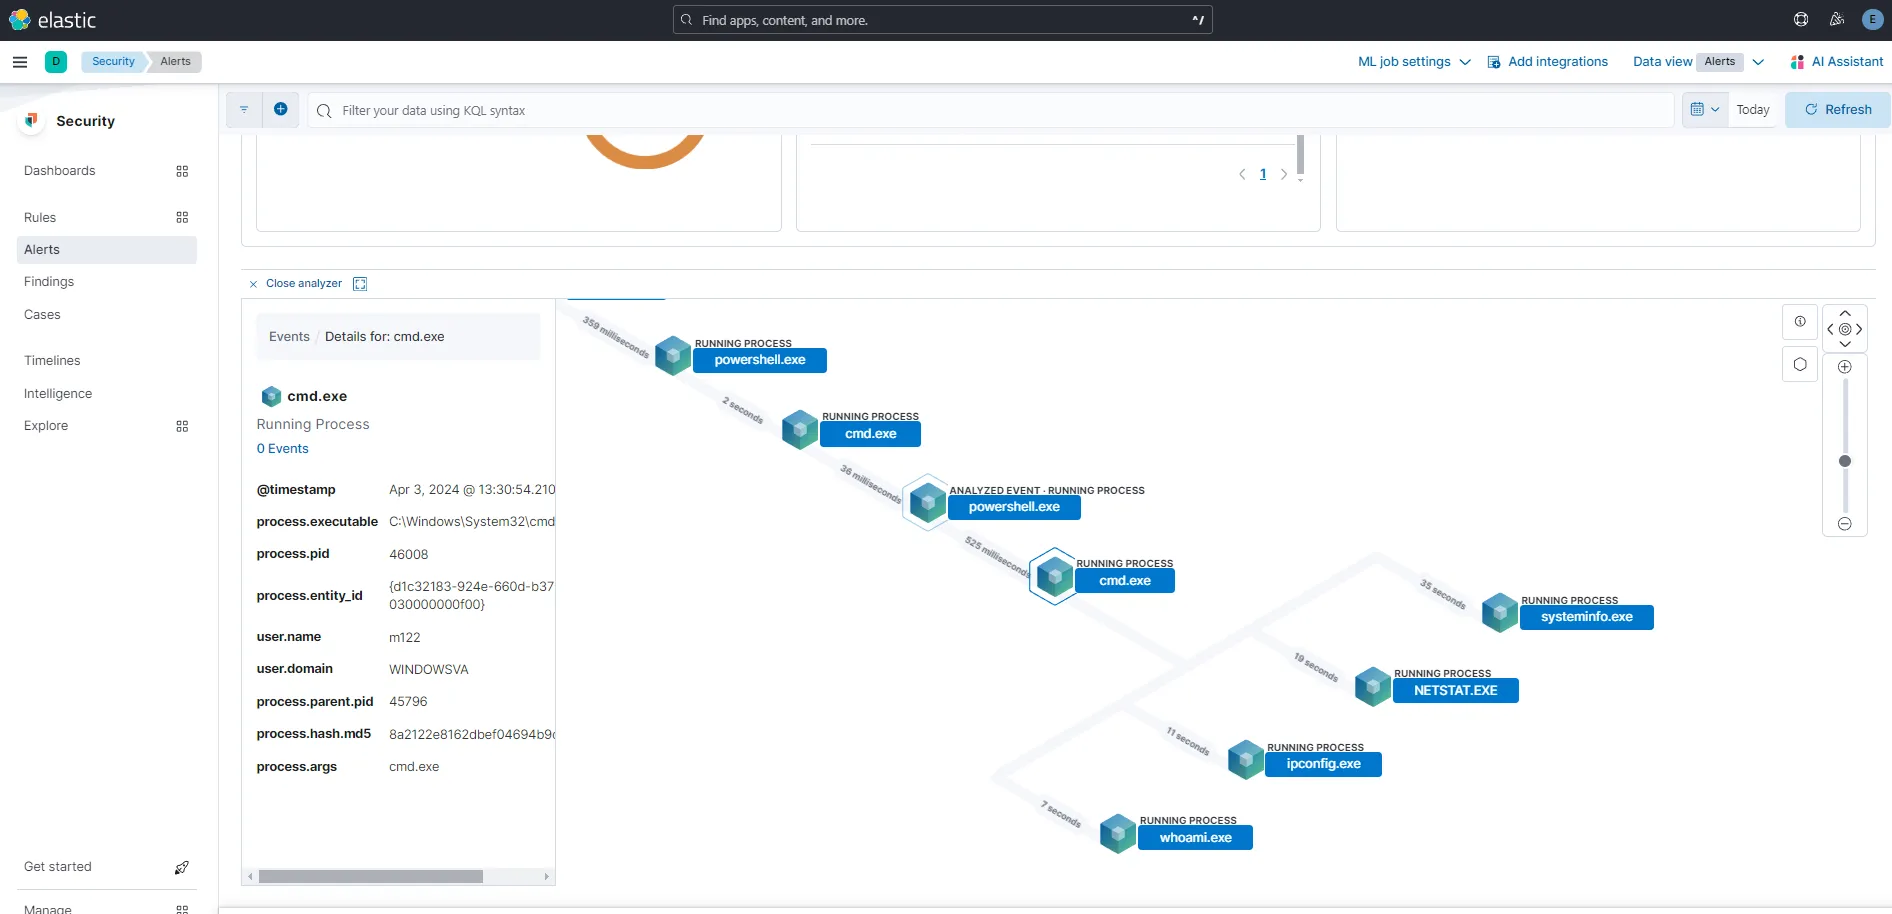 elastic
Find apps, content, and more.
^/
E
D
Security
Alerts
ML job settings
Add integrations
Data view
Alerts
AI Assistant
Security
Filter your data using KQL syntax
Today
Refresh
Dashboards
Rules
Alerts
Findings
Cases
Timelines
Intelligence
Explore
Get started
Manage
1
Close analyzer
Events / Details for: cmd.exe
cmd.exe
Running Process
0 Events
@timestamp Apr 3, 2024 @ 13:30:54.210
process.executable C:\Windows\System32\cmd
process.pid 46008
process.entity_id {d1c32183-924e-660d-b37
030000000f00}
user.name m122
user.domain WINDOWSVA
process.parent.pid 45796
process.hash.md5 8a2122e8162dbef04694b9c
process.args cmd.exe
359 milliseconds
RUNNING PROCESS
powershell.exe
2 seconds
RUNNING PROCESS
cmd.exe
36 milliseconds
ANALYZED EVENT · RUNNING PROCESS
powershell.exe
525 milliseconds
RUNNING PROCESS
cmd.exe
35 seconds
RUNNING PROCESS
systeminfo.exe
19 seconds
RUNNING PROCESS
NETSTAT.EXE
11 seconds
RUNNING PROCESS
ipconfig.exe
7 seconds
RUNNING PROCESS
whoami.exe